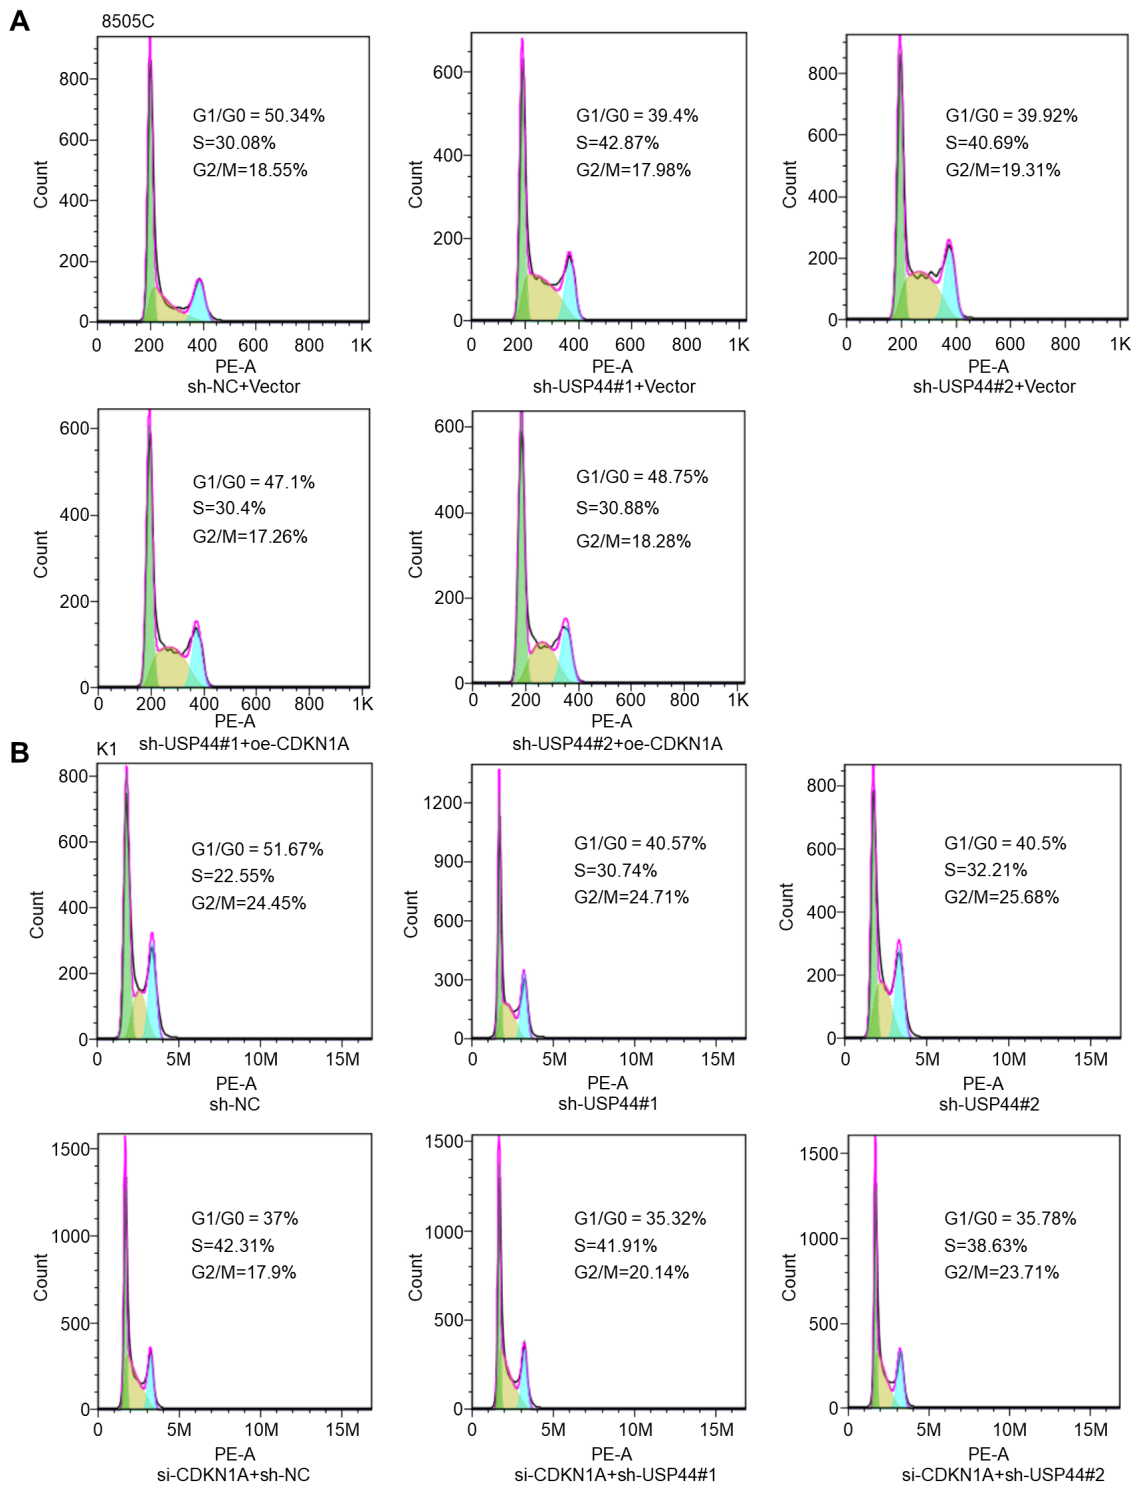 A
8505C
800
600
400
200
0
Count
G1/G0 = 50.34%
S=30.08%
G2/M=18.55%
0 200 400 600 800 1K
PE-A
sh-NC+Vector
600
400
200
0
Count
G1/G0 = 39.4%
S=42.87%
G2/M=17.98%
0 200 400 600 800 1K
PE-A
sh-USP44#1+Vector
800
600
400
200
0
Count
G1/G0 = 39.92%
S=40.69%
G2/M=19.31%
0 200 400 600 800 1K
PE-A
sh-USP44#2+Vector
600
400
200
0
Count
G1/G0 = 47.1%
S=30.4%
G2/M=17.26%
0 200 400 600 800 1K
PE-A
sh-USP44#1+oe-CDKN1A
600
400
200
0
Count
G1/G0 = 48.75%
S=30.88%
G2/M=18.28%
0 200 400 600 800 1K
PE-A
sh-USP44#2+oe-CDKN1A
B
K1
800
600
400
200
0
Count
G1/G0 = 51.67%
S=22.55%
G2/M=24.45%
0 5M 10M 15M
PE-A
sh-NC
1200
900
600
300
0
Count
G1/G0 = 40.57%
S=30.74%
G2/M=24.71%
0 5M 10M 15M
PE-A
sh-USP44#1
800
600
400
200
0
Count
G1/G0 = 40.5%
S=32.21%
G2/M=25.68%
0 5M 10M 15M
PE-A
sh-USP44#2
1500
1000
500
0
Count
G1/G0 = 37%
S=42.31%
G2/M=17.9%
0 5M 10M 15M
PE-A
si-CDKN1A+sh-NC
1500
1000
500
0
Count
G1/G0 = 35.32%
S=41.91%
G2/M=20.14%
0 5M 10M 15M
PE-A
si-CDKN1A+sh-USP44#1
1500
1000
500
0
Count
G1/G0 = 35.78%
S=38.63%
G2/M=23.71%
0 5M 10M 15M
PE-A
si-CDKN1A+sh-USP44#2